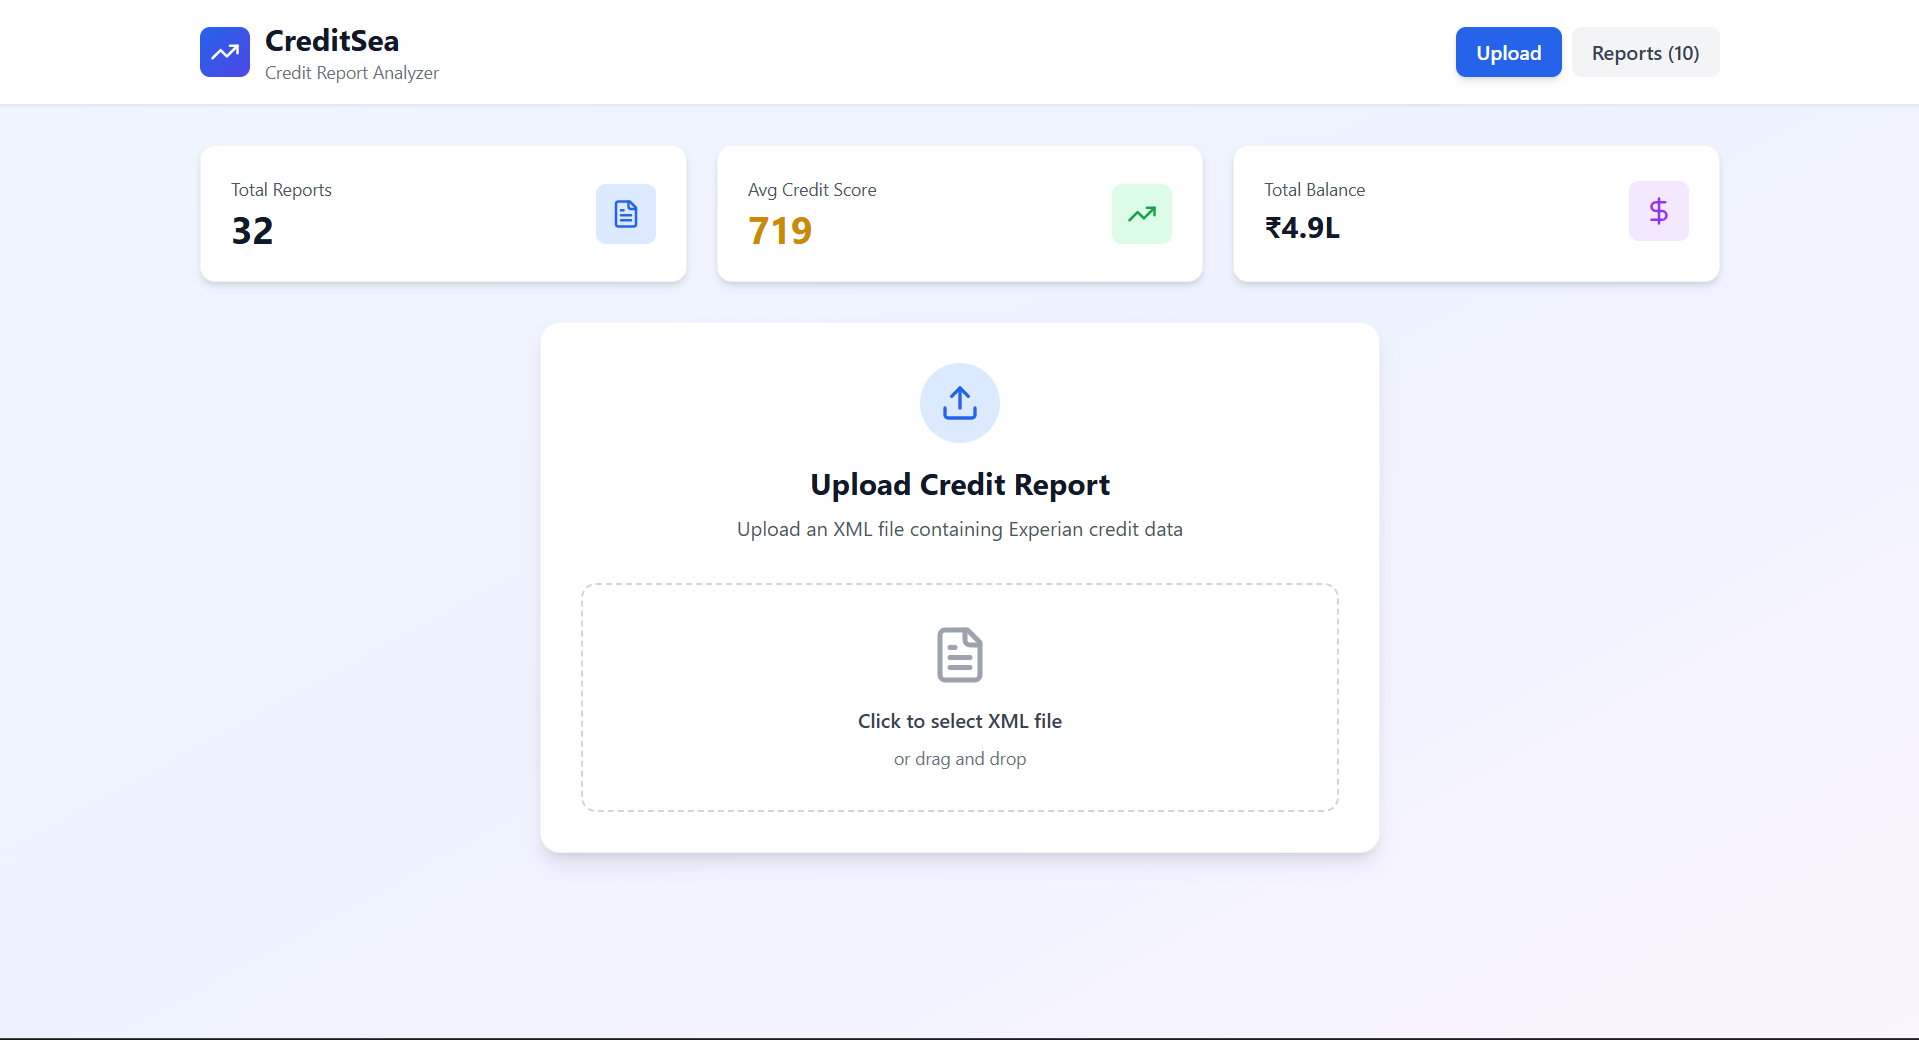 CreditSea
Credit Report Analyzer
Upload
Reports (10)
Total Reports
32
Avg Credit Score
719
Total Balance
₹4.9L
Upload Credit Report
Upload an XML file containing Experian credit data
Click to select XML file
or drag and drop